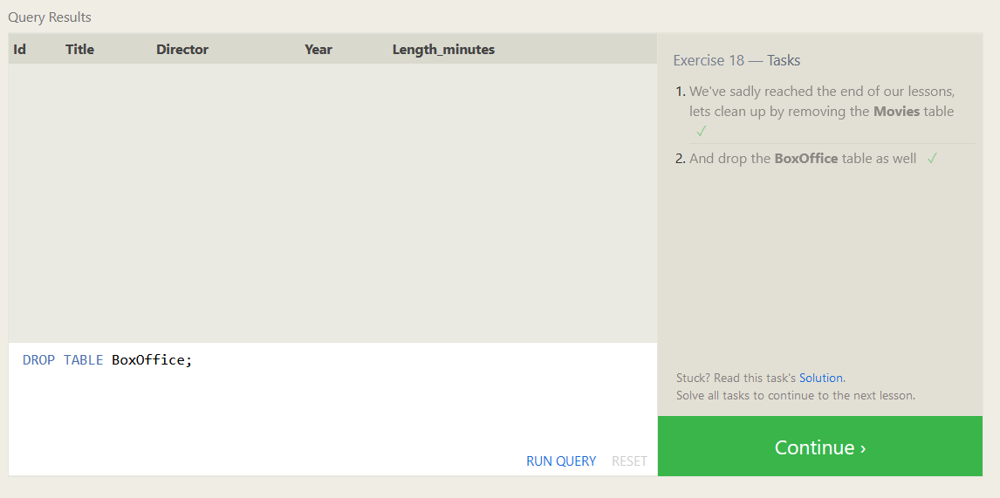 Query Results
Id Title Director Year Length_minutes
DROP TABLE BoxOffice;
RUN QUERY RESET
Exercise 18 — Tasks
1. We've sadly reached the end of our lessons,
lets clean up by removing the Movies table
✓
2. And drop the BoxOffice table as well ✓
Stuck? Read this task's Solution.
Solve all tasks to continue to the next lesson.
Continue ›